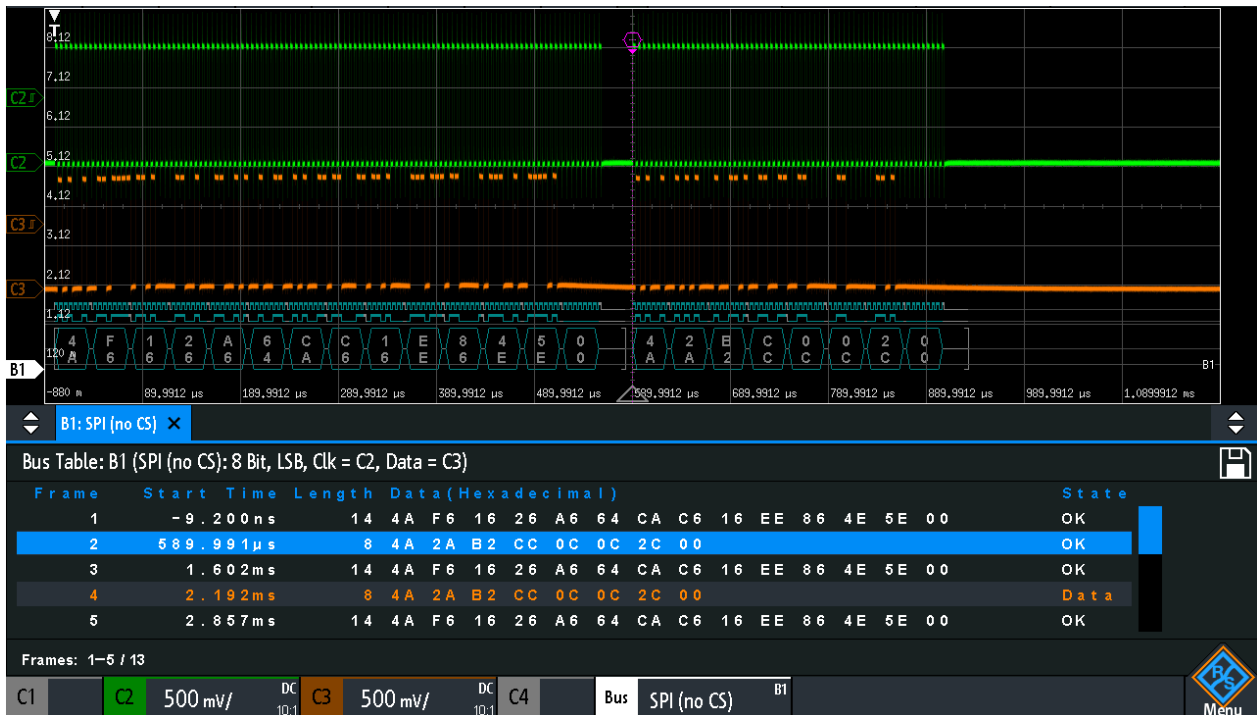 T
8.12
7.12
C2
6.12
C2
5.12
4.12
C3
3.12
2.12
C3
1.12
4 F 1 2 A 6 C C 1 E 8 4 5 0 4 2 B C 0 0 2 0
A 6 6 6 6 4 A 6 6 E 6 E E 0 A A 2 C C C C 0
120 m
B1
B1
-880 m 89,9912 µs 189,9912 µs 289,9912 µs 389,9912 µs 489,9912 µs 589,9912 µs 689,9912 µs 789,9912 µs 889,9912 µs 989,9912 µs 1,0899912 ms
B1: SPI (no CS) ✕
Bus Table: B1 (SPI (no CS): 8 Bit, LSB, Clk = C2, Data = C3)
Frame Start Time Length Data(Hexadecimal) State
1 -9.200ns 14 4A F6 16 26 A6 64 CA C6 16 EE 86 4E 5E 00 OK
2 589.991µs 8 4A 2A B2 CC 0C 0C 2C 00 OK
3 1.602ms 14 4A F6 16 26 A6 64 CA C6 16 EE 86 4E 5E 00 OK
4 2.192ms 8 4A 2A B2 CC 0C 0C 2C 00 Data
5 2.857ms 14 4A F6 16 26 A6 64 CA C6 16 EE 86 4E 5E 00 OK
Frames: 1-5 / 13
C1 C2 500 mV/ DC 10:1 C3 500 mV/ DC 10:1 C4 Bus SPI (no CS) B1
R&S
Menu